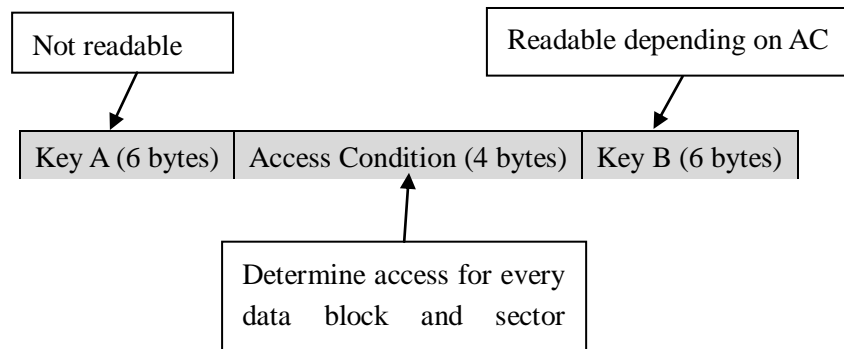 Not readable
Readable depending on AC
Key A (6 bytes) Access Condition (4 bytes) Key B (6 bytes)
Determine access for every
data block and sector